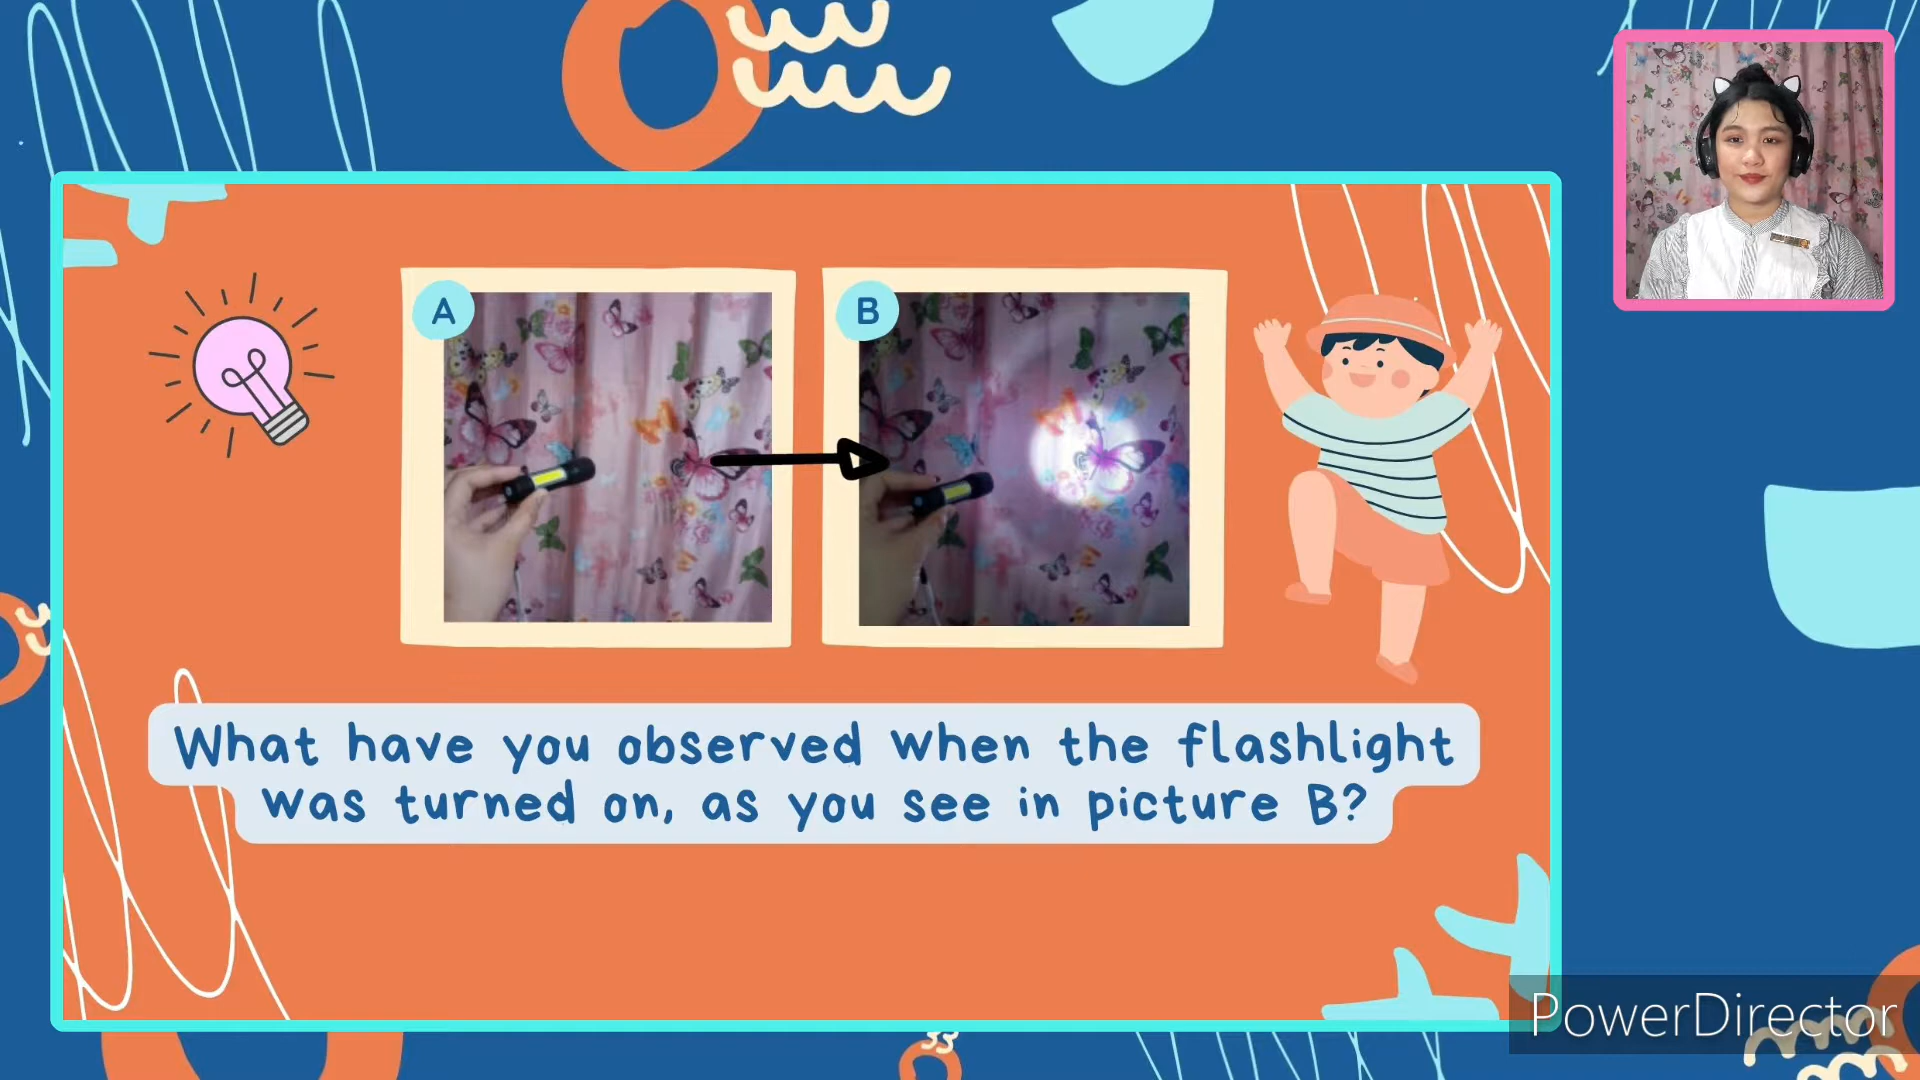 A
B
What have you observed when the flashlight
was turned on, as you see in picture B?
PowerDirector